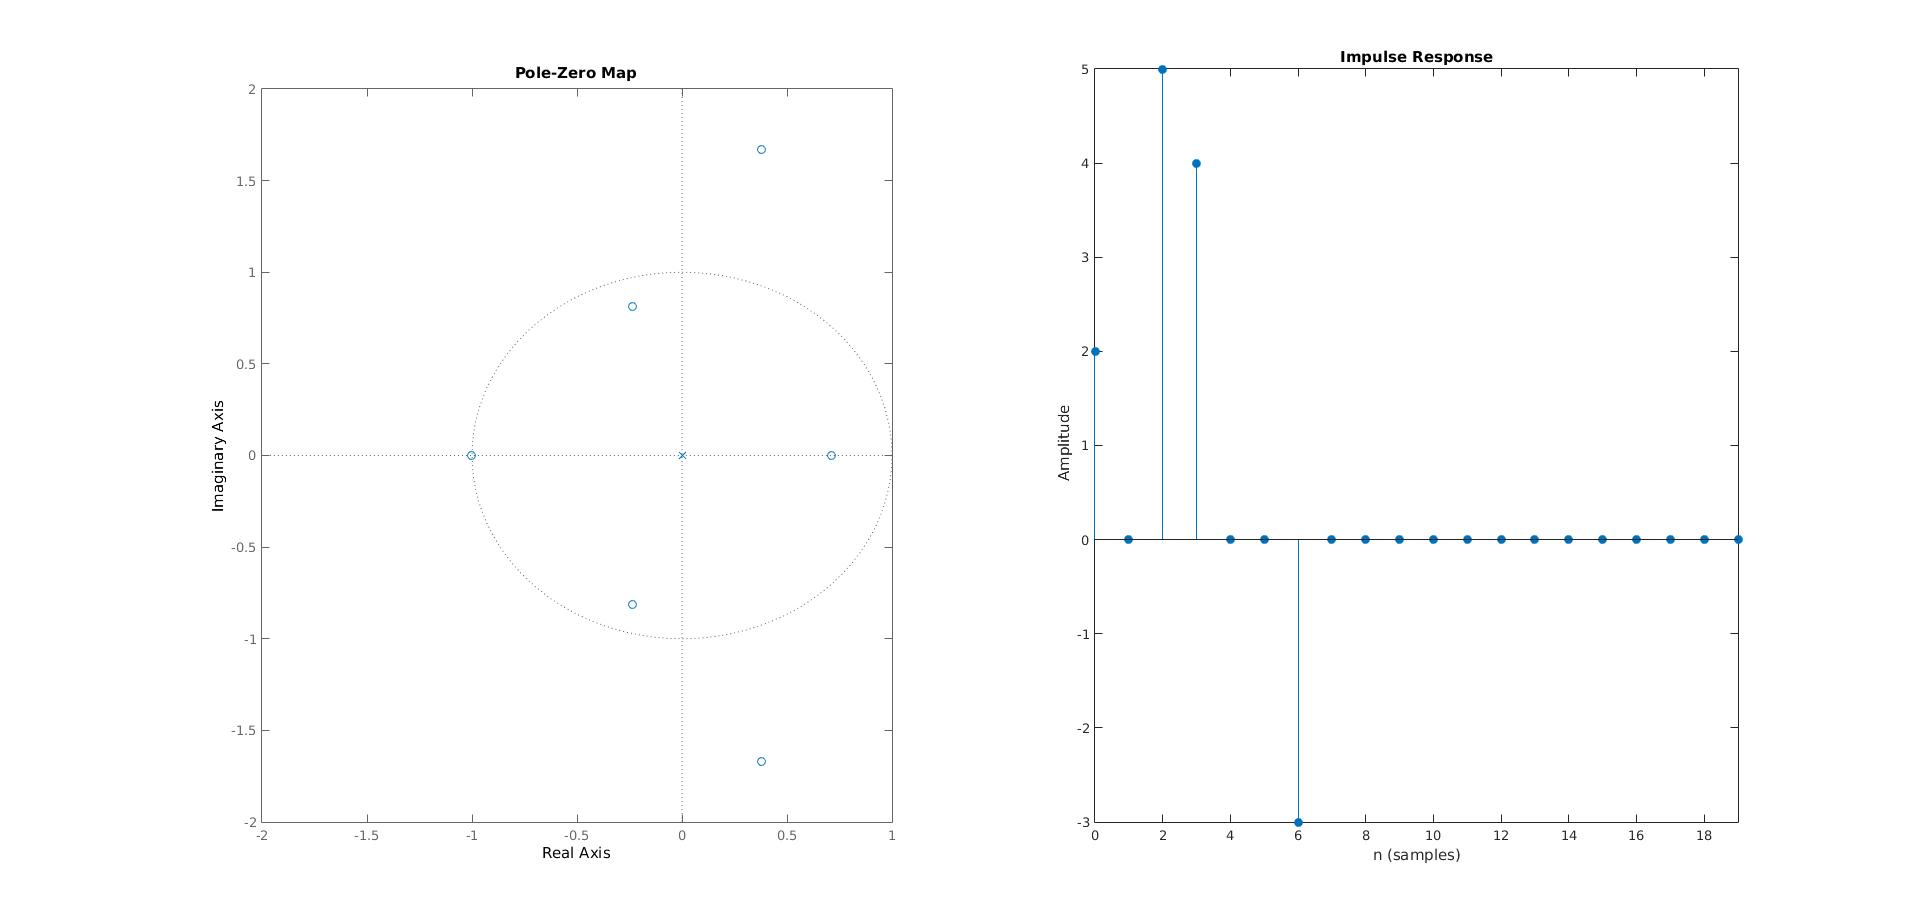 Pole-Zero Map
2
1.5
1
0.5
0
-0.5
-1
-1.5
-2
Imaginary Axis
-2 -1.5 -1 -0.5 0 0.5 1
Real Axis
Impulse Response
5
4
3
2
1
0
-1
-2
-3
Amplitude
0 2 4 6 8 10 12 14 16 18
n (samples)